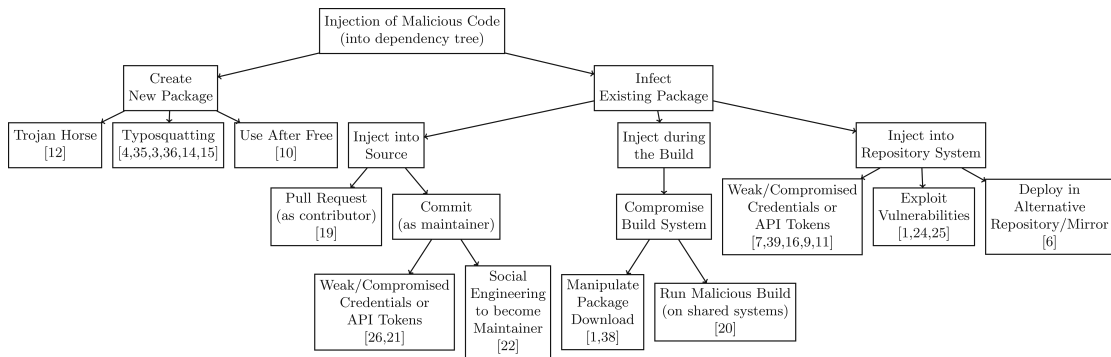 Injection of Malicious Code
(into dependency tree)
Create
New Package
Infect
Existing Package
Trojan Horse
[12]
Typosquatting
[4,35,3,36,14,15]
Use After Free
[10]
Inject into
Source
Inject during
the Build
Inject into
Repository System
Pull Request
(as contributor)
[19]
Commit
(as maintainer)
Compromise
Build System
Weak/Compromised
Credentials or
API Tokens
[7,39,16,9,11]
Exploit
Vulnerabilities
[1,24,25]
Deploy in
Alternative
Repository/Mirror
[6]
Weak/Compromised
Credentials or
API Tokens
[26,21]
Social
Engineering
to become
Maintainer
[22]
Manipulate
Package
Download
[1,38]
Run Malicious Build
(on shared systems)
[20]